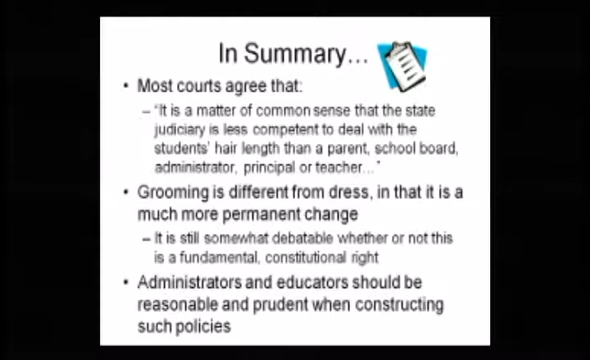 In Summary...
• Most courts agree that:
– "It is a matter of common sense that the state
judiciary is less competent to deal with the
students' hair length than a parent, school board,
administrator, principal or teacher..."
• Grooming is different from dress, in that it is a
much more permanent change
– It is still somewhat debatable whether or not this
is a fundamental, constitutional right
• Administrators and educators should be
reasonable and prudent when constructing
such policies